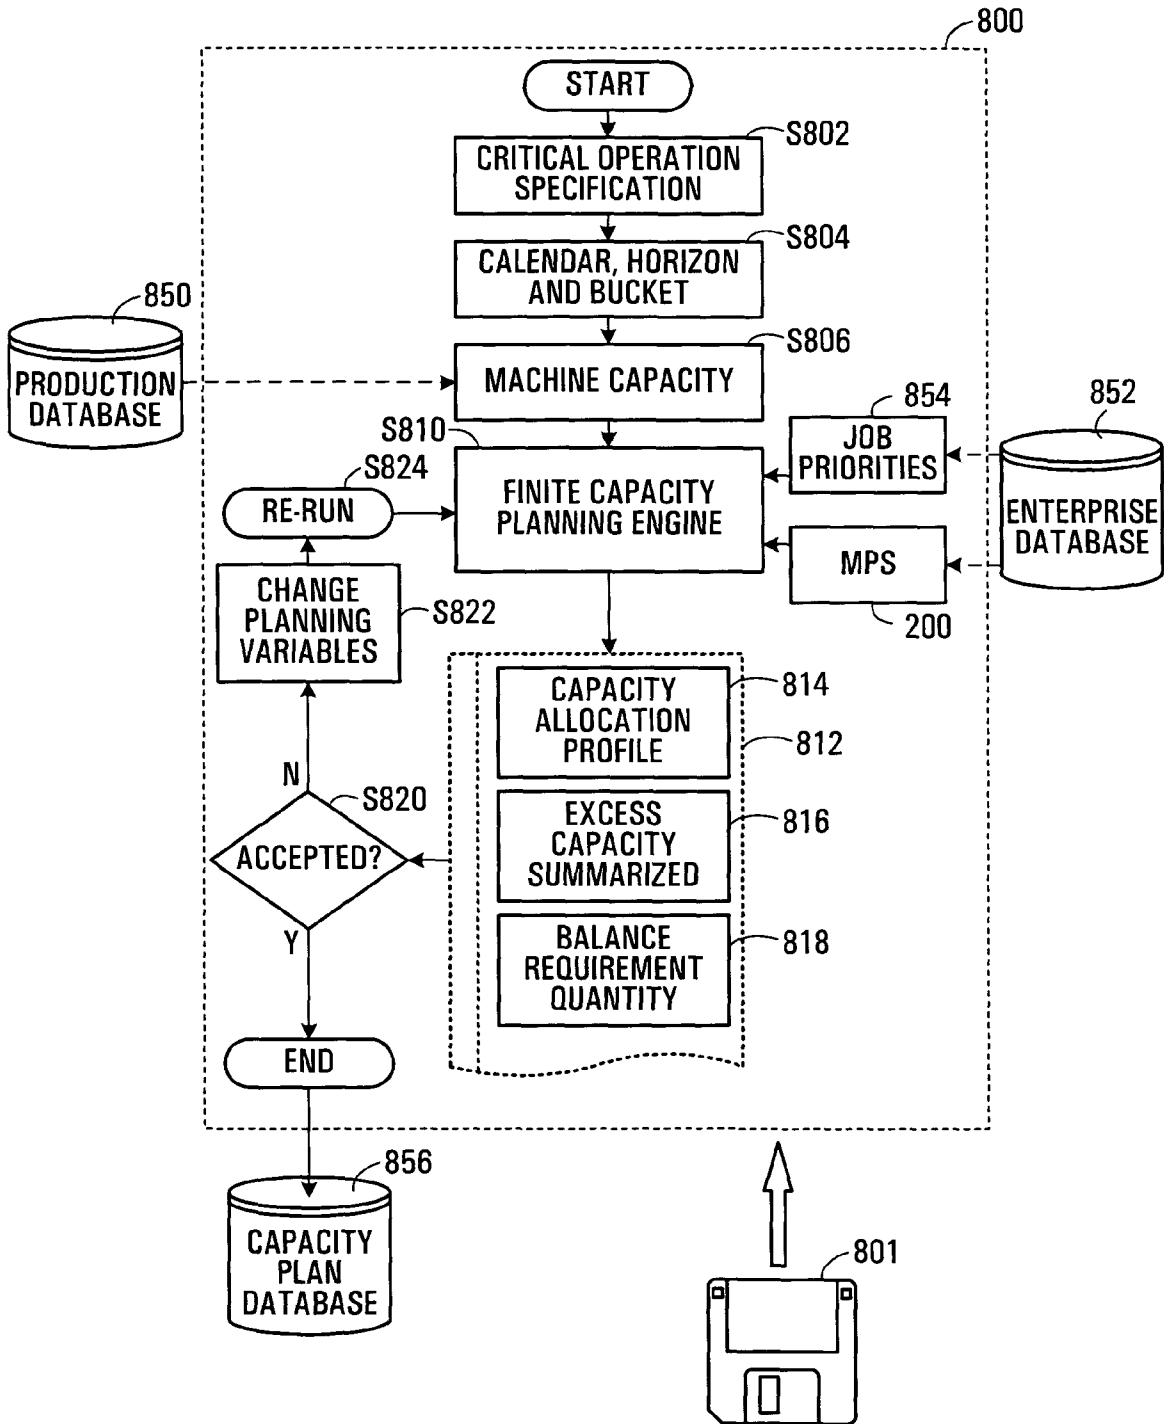 800
START
S802
CRITICAL OPERATION
SPECIFICATION
S804
CALENDAR, HORIZON
AND BUCKET
850
PRODUCTION
DATABASE
S806
MACHINE CAPACITY
854
JOB
PRIORITIES
852
ENTERPRISE
DATABASE
S810
FINITE CAPACITY
PLANNING ENGINE
S824
RE-RUN
MPS
200
CHANGE
PLANNING
VARIABLES
S822
CAPACITY
ALLOCATION
PROFILE
814
812
N
S820
ACCEPTED?
EXCESS
CAPACITY
SUMMARIZED
816
Y
BALANCE
REQUIREMENT
QUANTITY
818
END
856
CAPACITY
PLAN
DATABASE
801